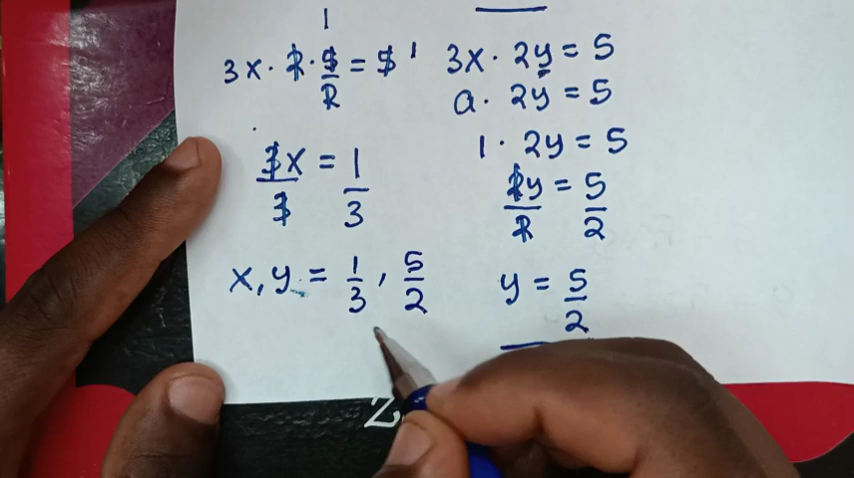 1
3x · 2 · 5/2 = 5 1
3x = 1
3 3
x, y = 1/3, 5/2
3x · 2y = 5
a · 2y = 5
1 · 2y = 5
2y/2 = 5/2
y = 5/2
Z